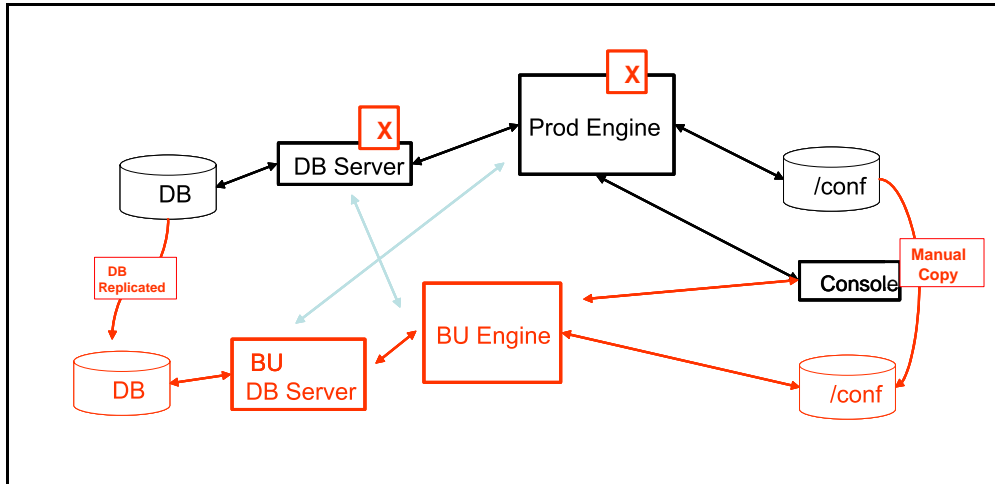 X
Prod Engine
X
DB Server
DB
/conf
DB
Replicated
Manual
Copy
Console
BU Engine
BU
DB Server
DB
/conf